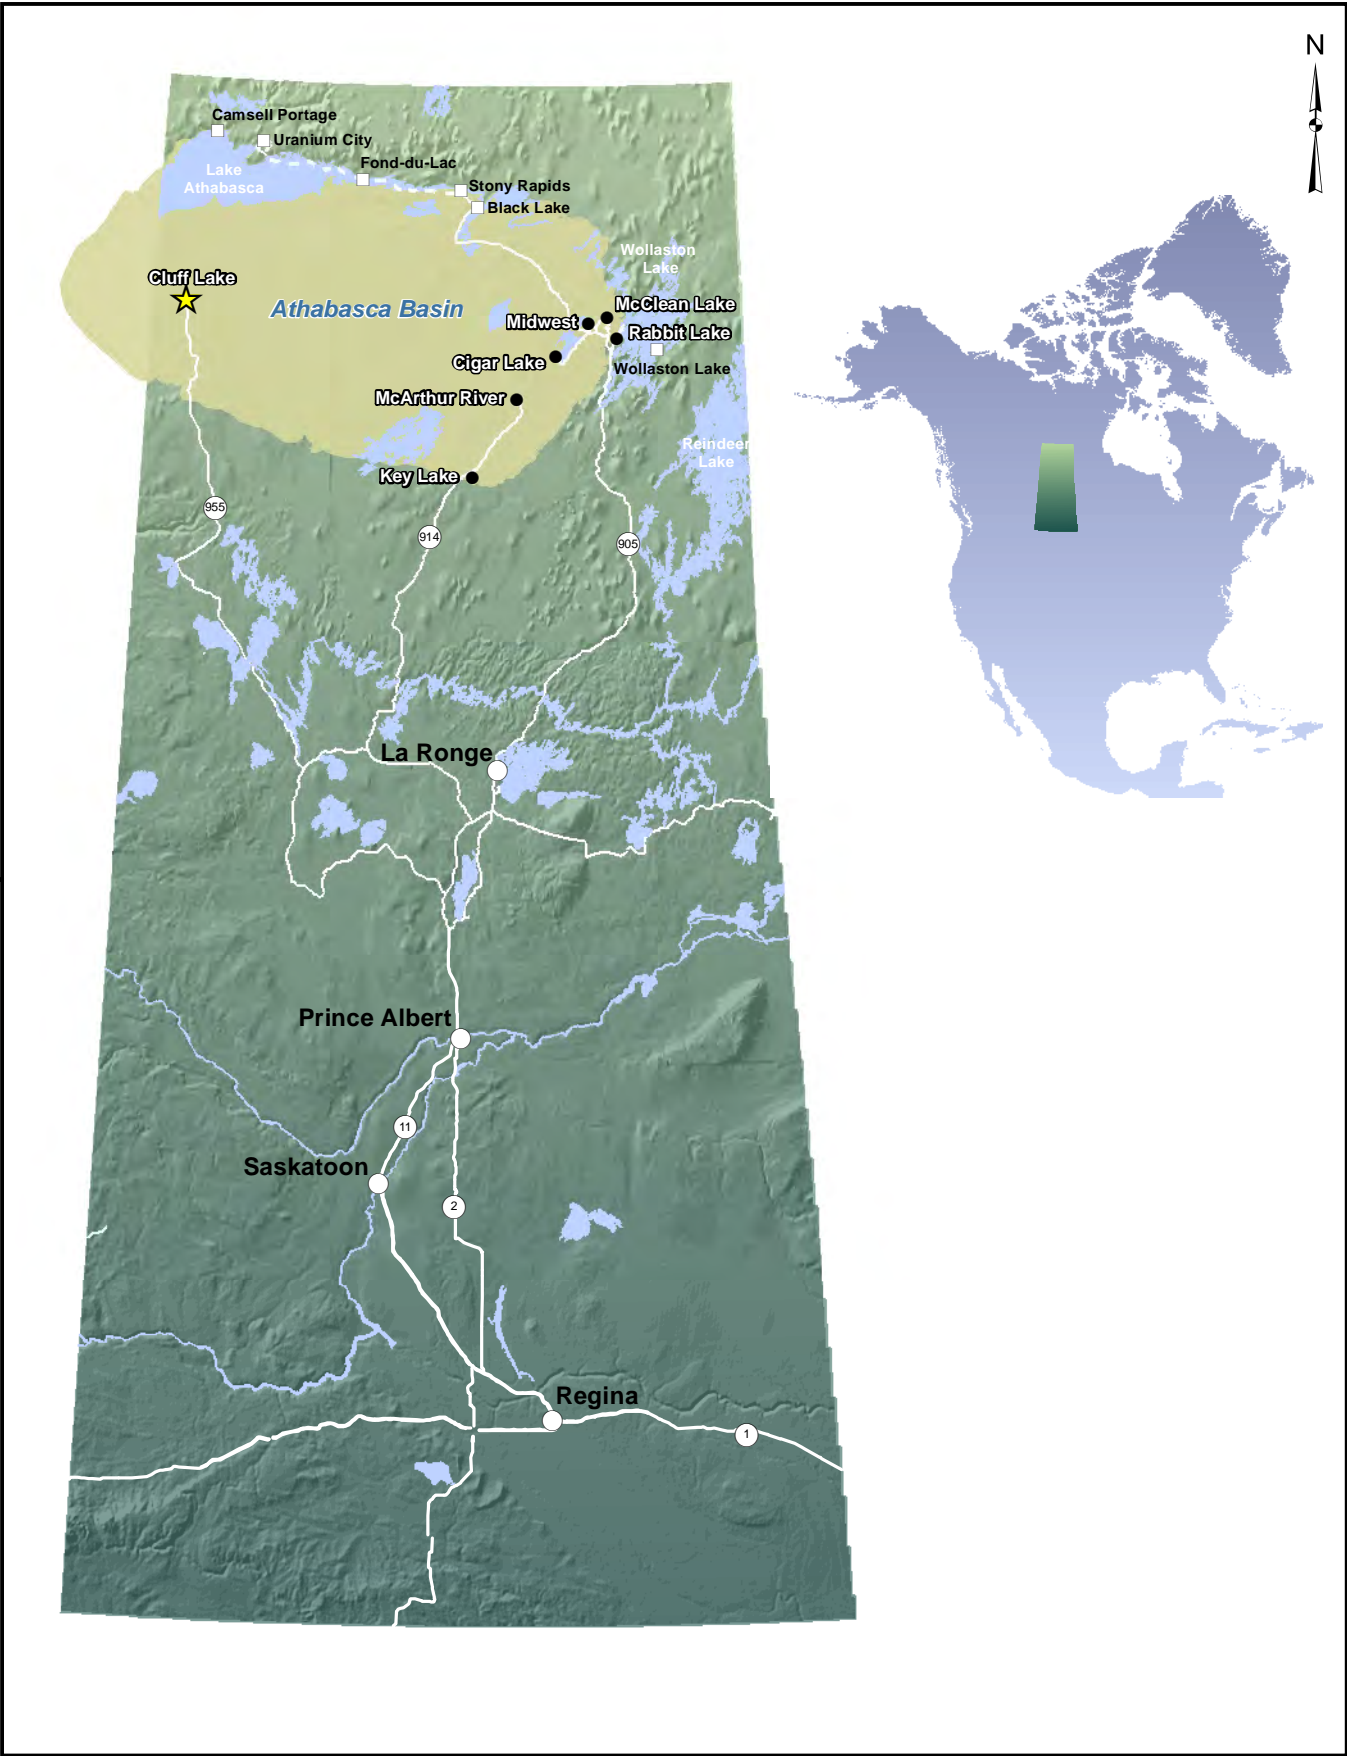 N
Camsell Portage
Uranium City
Fond-du-Lac
Lake
Athabasca
Stony Rapids
Black Lake
Wollaston
Lake
Cluff Lake
Athabasca Basin
McClean Lake
Midwest
Rabbit Lake
Cigar Lake
Wollaston Lake
McArthur River
Reindeer
Lake
Key Lake
955
914
905
La Ronge
Prince Albert
11
Saskatoon
2
Regina
1